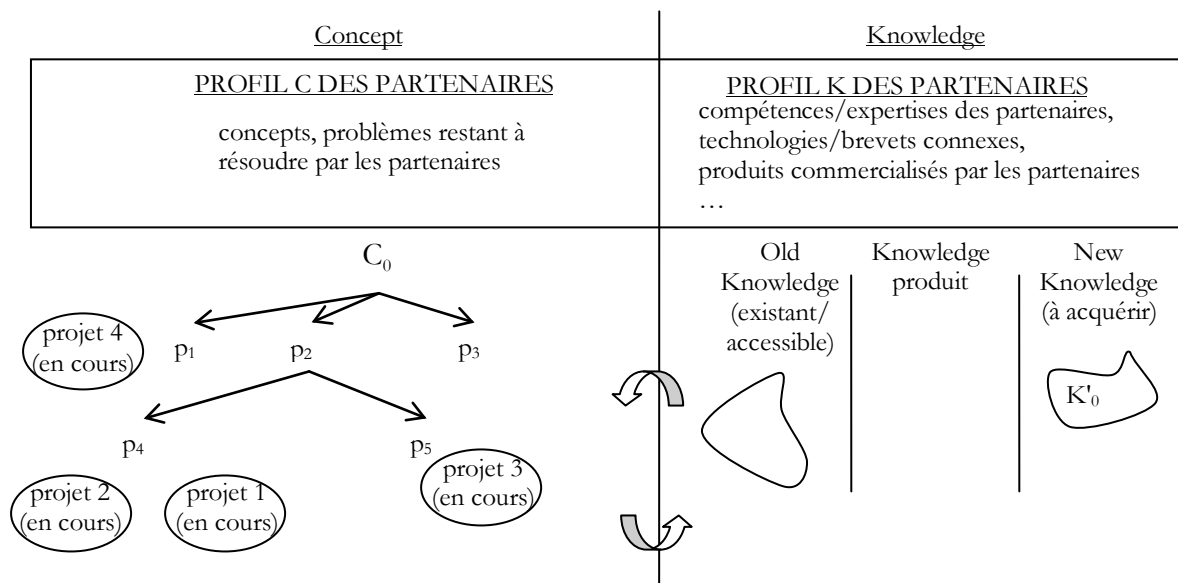 Concept
Knowledge
PROFIL C DES PARTENAIRES
concepts, problèmes restant à
résoudre par les partenaires
PROFIL K DES PARTENAIRES
compétences/expertises des partenaires,
technologies/brevets connexes,
produits commercialisés par les partenaires
…
C0
projet 4
(en cours)
p1
p2
p3
p4
p5
projet 2
(en cours)
projet 1
(en cours)
projet 3
(en cours)
Old
Knowledge
(existant/
accessible)
Knowledge
produit
New
Knowledge
(à acquérir)
K'0